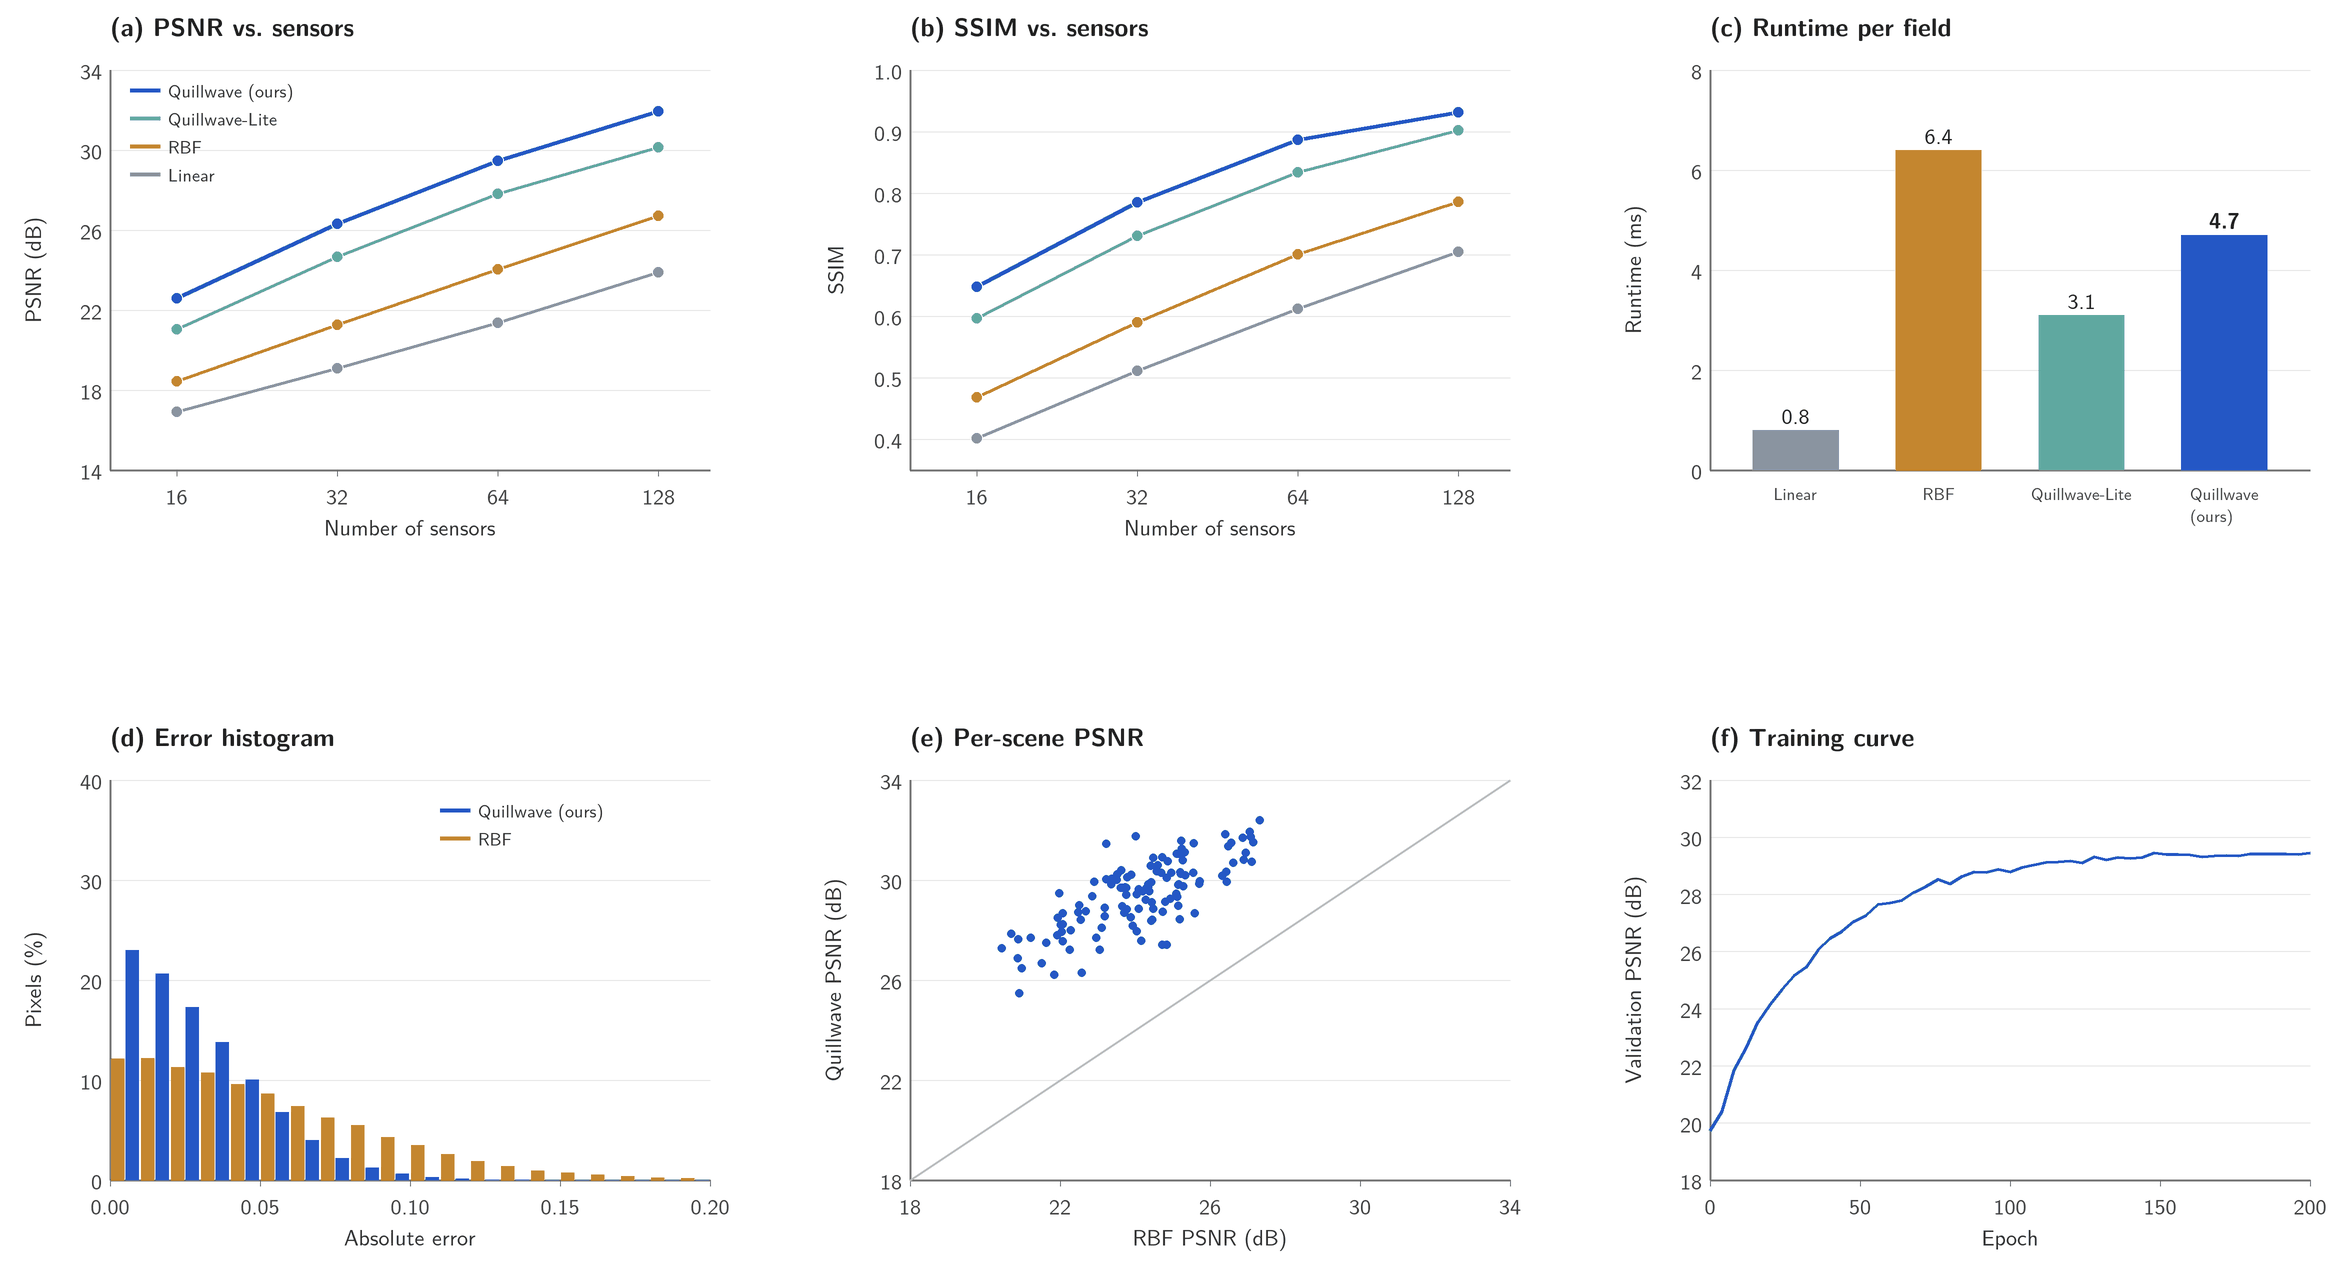 (a) PSNR vs. sensors
34
30
26
22
18
14
PSNR (dB)
Quillwave (ours)
Quillwave-Lite
RBF
Linear
16 32 64 128
Number of sensors
(b) SSIM vs. sensors
1.0
0.9
0.8
0.7
0.6
0.5
0.4
SSIM
16 32 64 128
Number of sensors
(c) Runtime per field
8
6
4
2
0
Runtime (ms)
0.8
6.4
3.1
4.7
Linear
RBF
Quillwave-Lite
Quillwave
(ours)
(d) Error histogram
40
30
20
10
0
Pixels (%)
Quillwave (ours)
RBF
0.00 0.05 0.10 0.15 0.20
Absolute error
(e) Per-scene PSNR
34
30
26
22
18
Quillwave PSNR (dB)
18 22 26 30 34
RBF PSNR (dB)
(f) Training curve
32
30
28
26
24
22
20
18
Validation PSNR (dB)
0 50 100 150 200
Epoch